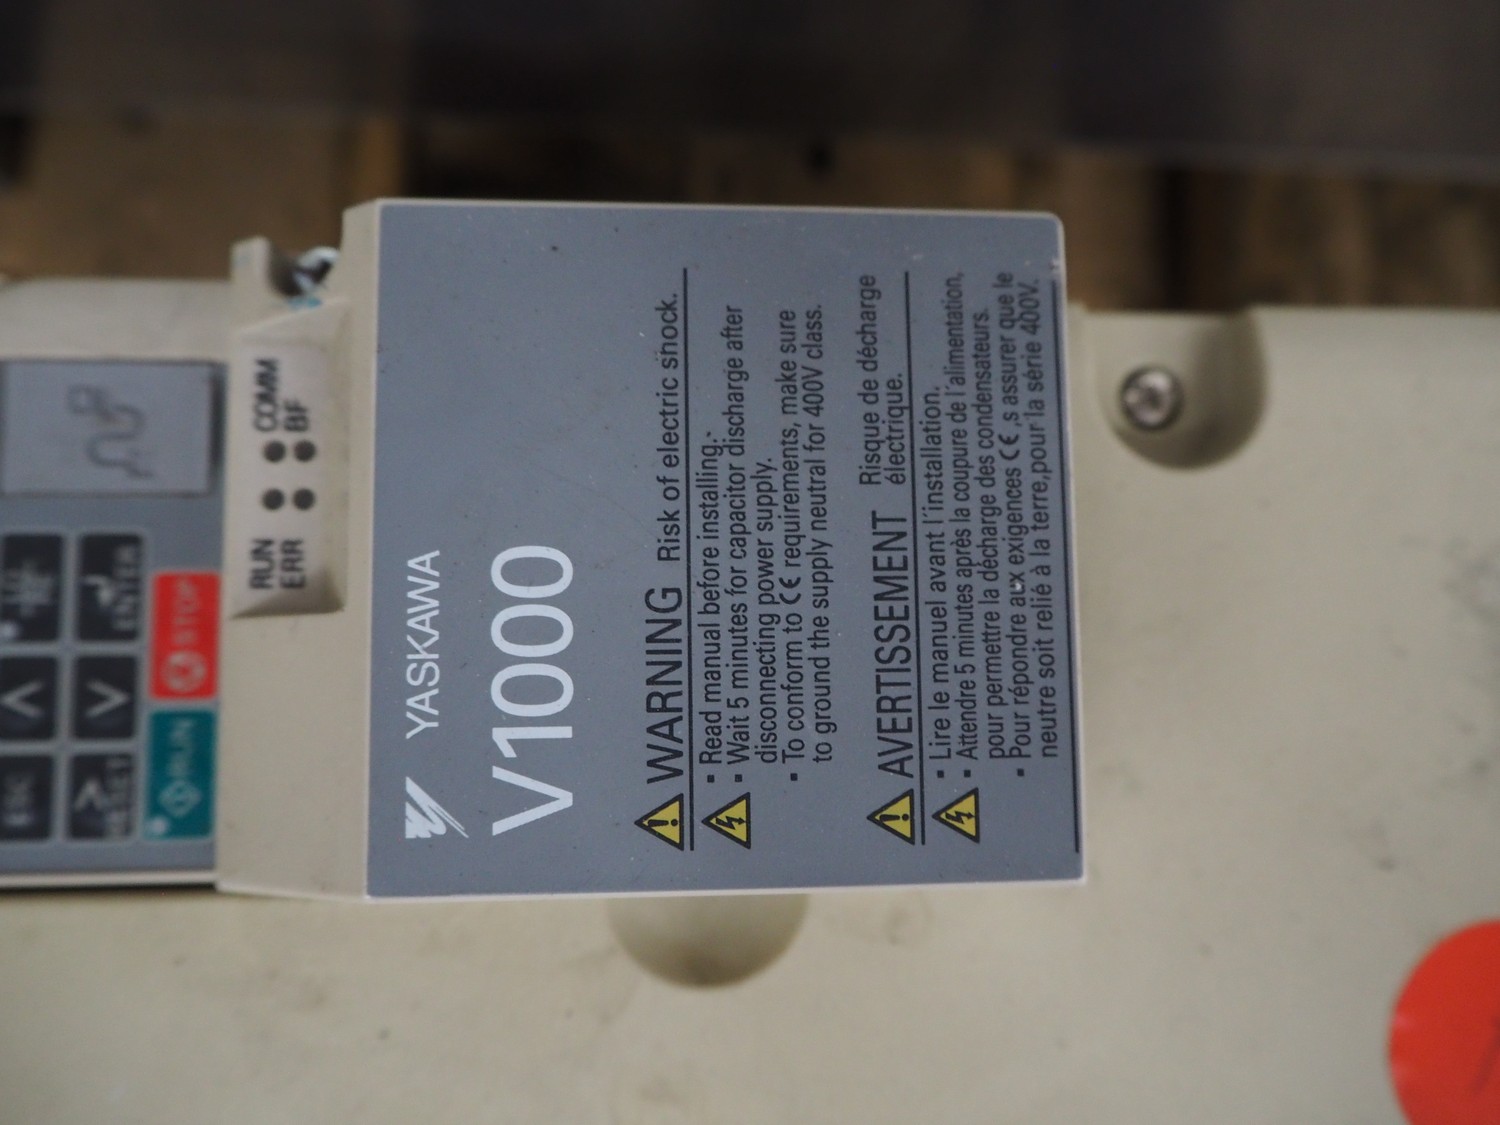 ESC
RESET
ENTER
RUN
STOP
RUN
ERR
COMM
BF
YASKAWA
V1000
WARNING Risk of electric shock.
▪ Read manual before installing.
▪ Wait 5 minutes for capacitor discharge after
disconnecting power supply.
▪ To conform to CE requirements, make sure
to ground the supply neutral for 400V class.
AVERTISSEMENT Risque de décharge
électrique.
▪ Lire le manuel avant l'installation.
▪ Attendre 5 minutes après la coupure de l'alimentation,
pour permettre la décharge des condensateurs.
▪ Pour répondre aux exigences CE ,s assurer que le
neutre soit relié à la terre,pour la série 400V.